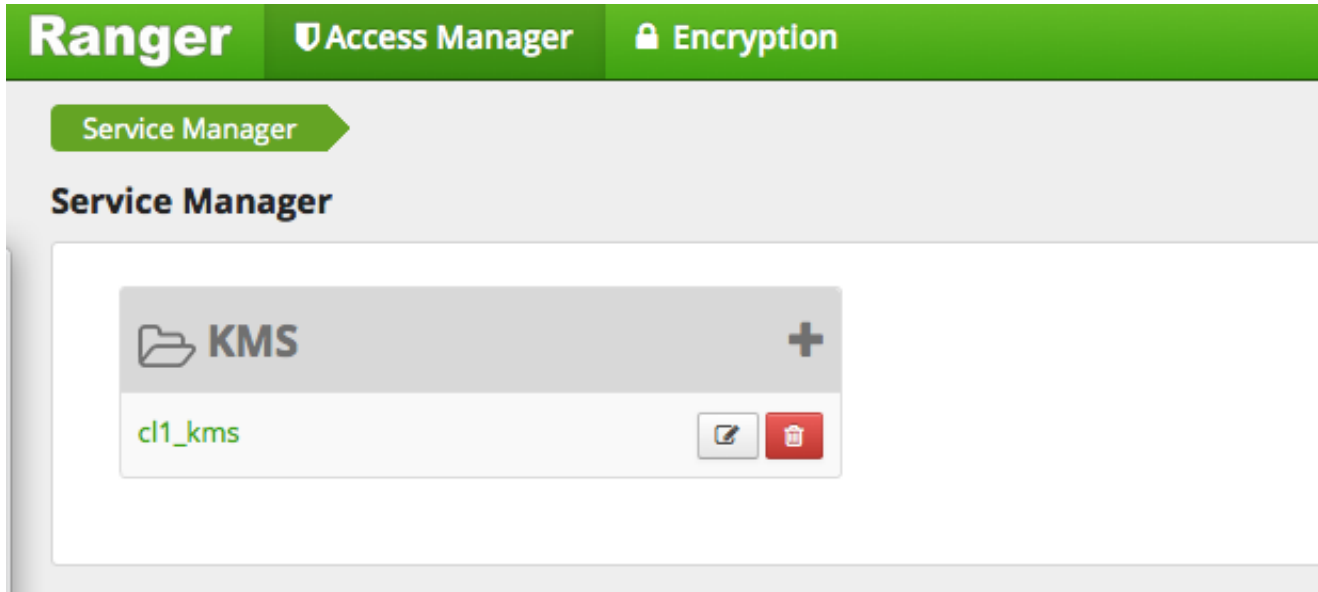 Ranger Access Manager Encryption
Service Manager
Service Manager
KMS
cl1_kms